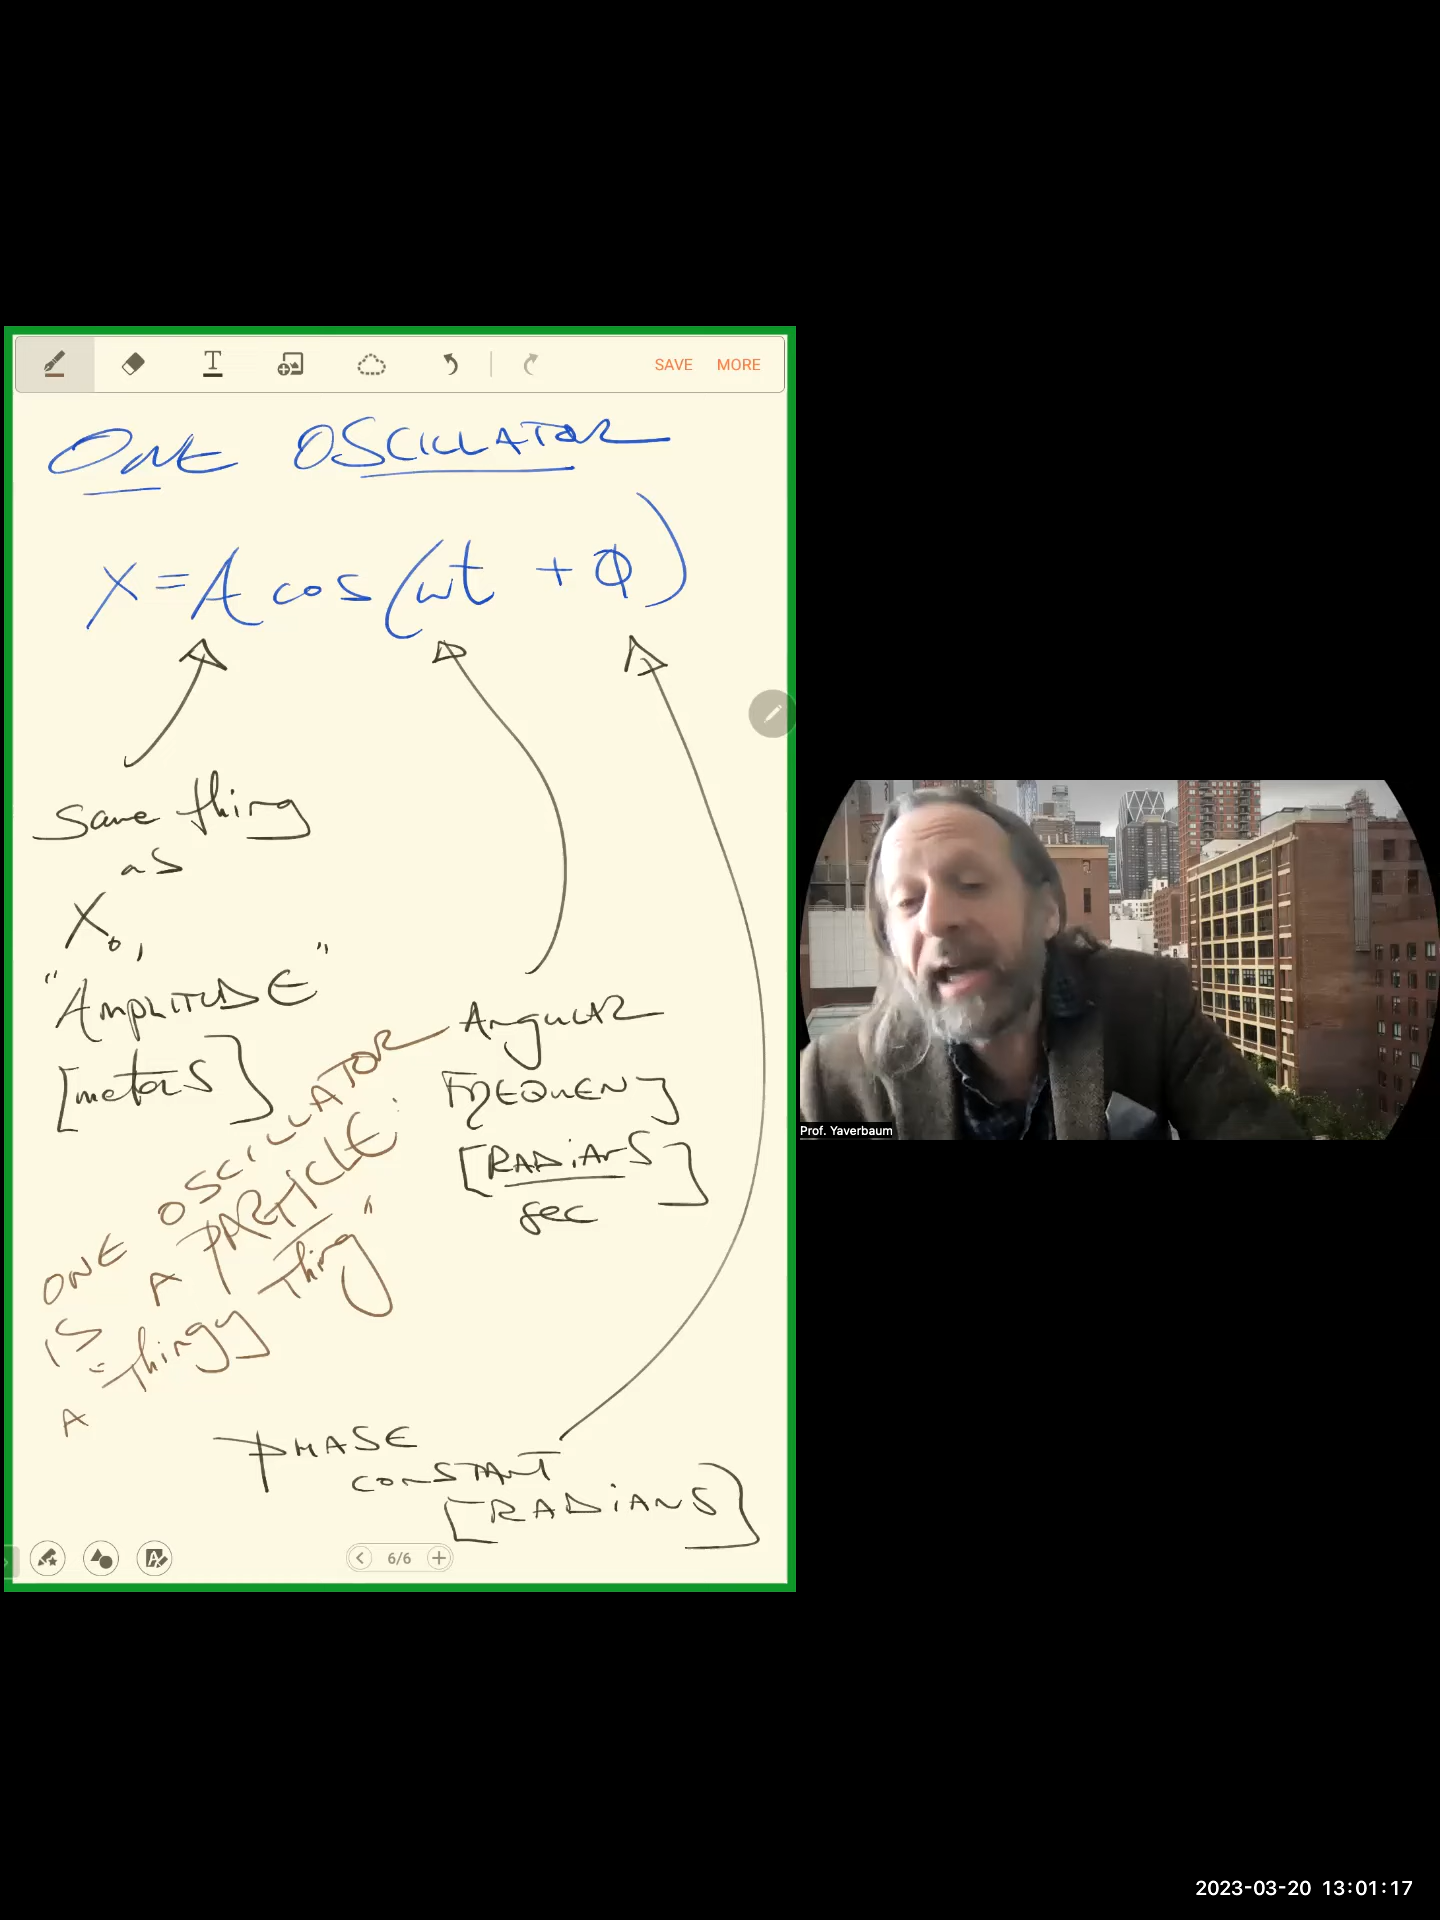 SAVE MORE
ONE OSCILLATOR
X = A cos(ωt + Φ)
Same thing
as
X₀,
"AMPLITUDE"
[meters]
Angular
FREQUENCY
[RADIANS
sec]
ONE OSCILLATOR
IS A PARTICLE.
A "Thingy Thing"
PHASE
CONSTANT
[RADIANS]
6/6
Prof. Yaverbaum
2023-03-20 13:01:17